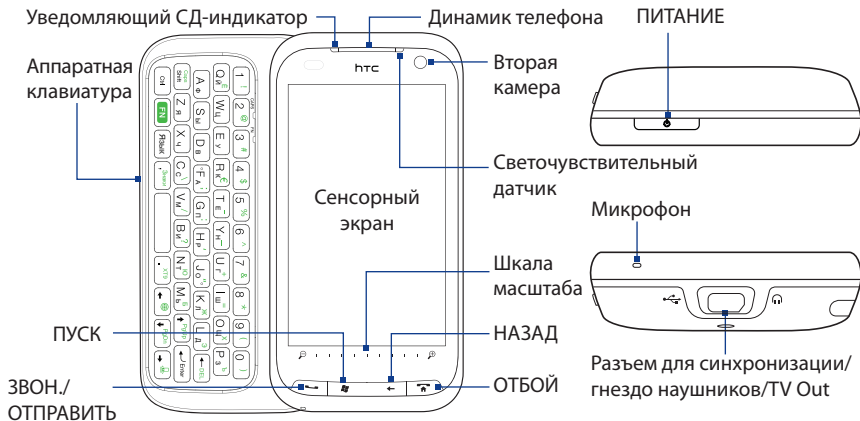 Уведомляющий СД-индикатор
Динамик телефона
ПИТАНИЕ
Аппаратная
клавиатура
Вторая
камера
hтc
Светочувствительный
датчик
Сенсорный
экран
Микрофон
Шкала
масштаба
ПУСК
НАЗАД
ЗВОН./
ОТПРАВИТЬ
ОТБОЙ
Разъем для синхронизации/
гнездо наушников/TV Out